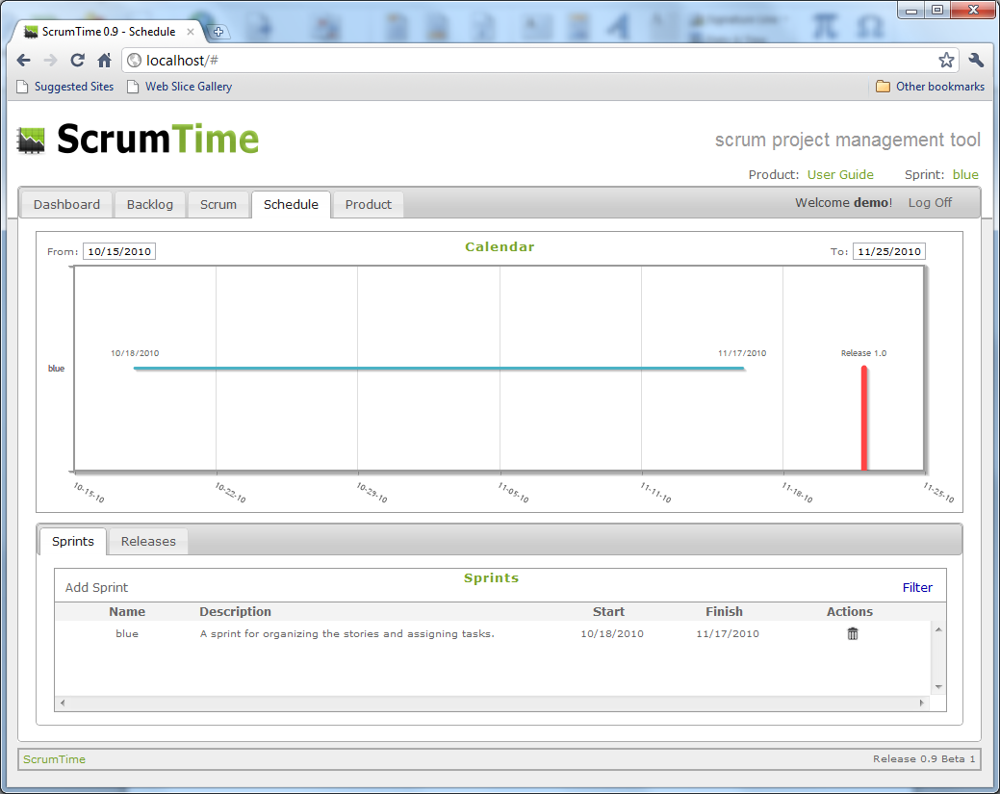 ScrumTime 0.9 - Schedule
localhost/#
Suggested Sites Web Slice Gallery Other bookmarks
ScrumTime
scrum project management tool
Product: User Guide Sprint: blue
Dashboard Backlog Scrum Schedule Product Welcome demo! Log Off
Calendar
From: 10/15/2010 To: 11/25/2010
10/18/2010 11/17/2010 Release 1.0
blue
10-15-10 10-22-10 10-29-10 11-05-10 11-11-10 11-18-10 11-25-10
Sprints Releases
Sprints
Add Sprint Filter
Name Description Start Finish Actions
blue A sprint for organizing the stories and assigning tasks. 10/18/2010 11/17/2010
ScrumTime Release 0.9 Beta 1